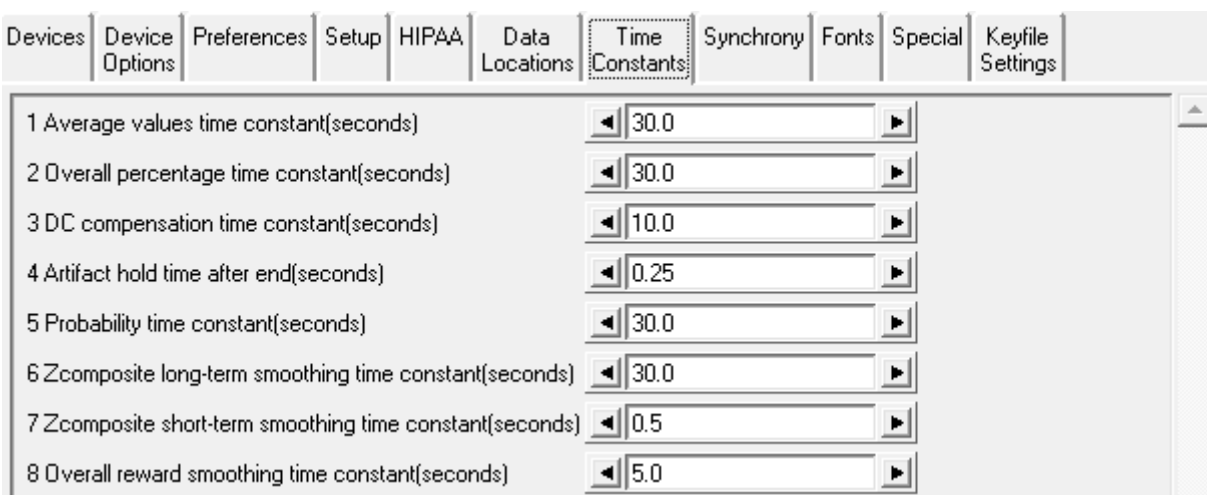 Devices Device Options Preferences Setup HIPAA Data Locations Time Constants Synchrony Fonts Special Keyfile Settings
1 Average values time constant(seconds) 30.0
2 Overall percentage time constant(seconds) 30.0
3 DC compensation time constant(seconds) 10.0
4 Artifact hold time after end(seconds) 0.25
5 Probability time constant(seconds) 30.0
6 Zcomposite long-term smoothing time constant(seconds) 30.0
7 Zcomposite short-term smoothing time constant(seconds) 0.5
8 Overall reward smoothing time constant(seconds) 5.0